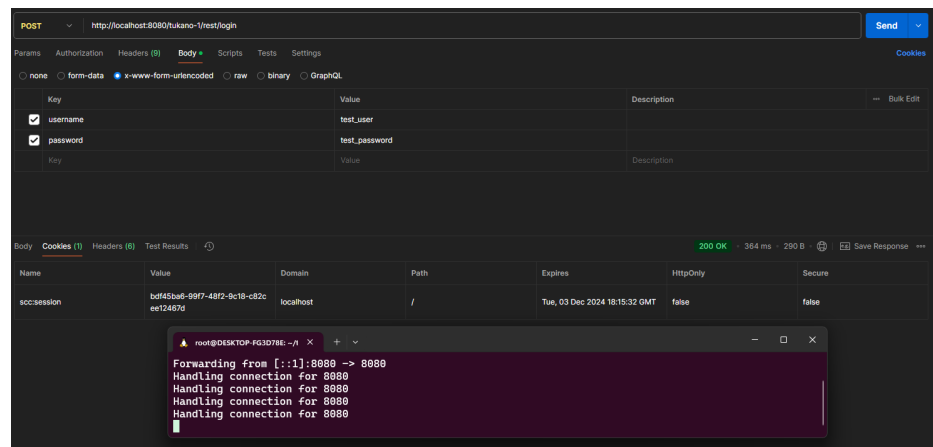 POST http://localhost:8080/tukano-1/rest/login Send
Params Authorization Headers (9) Body Scripts Tests Settings Cookies
none form-data x-www-form-urlencoded raw binary GraphQL
Key Value Description ••• Bulk Edit
username test_user
password test_password
Key Value Description
Body Cookies (1) Headers (6) Test Results 200 OK • 364 ms • 290 B • Save Response •••
Name Value Domain Path Expires HttpOnly Secure
scc:session bdf45ba6-99f7-48f2-9c18-c82c localhost / Tue, 03 Dec 2024 18:15:32 GMT false false
ee12467d
root@DESKTOP-FG3D78E: ~/t
Forwarding from [::1]:8080 -> 8080
Handling connection for 8080
Handling connection for 8080
Handling connection for 8080
Handling connection for 8080